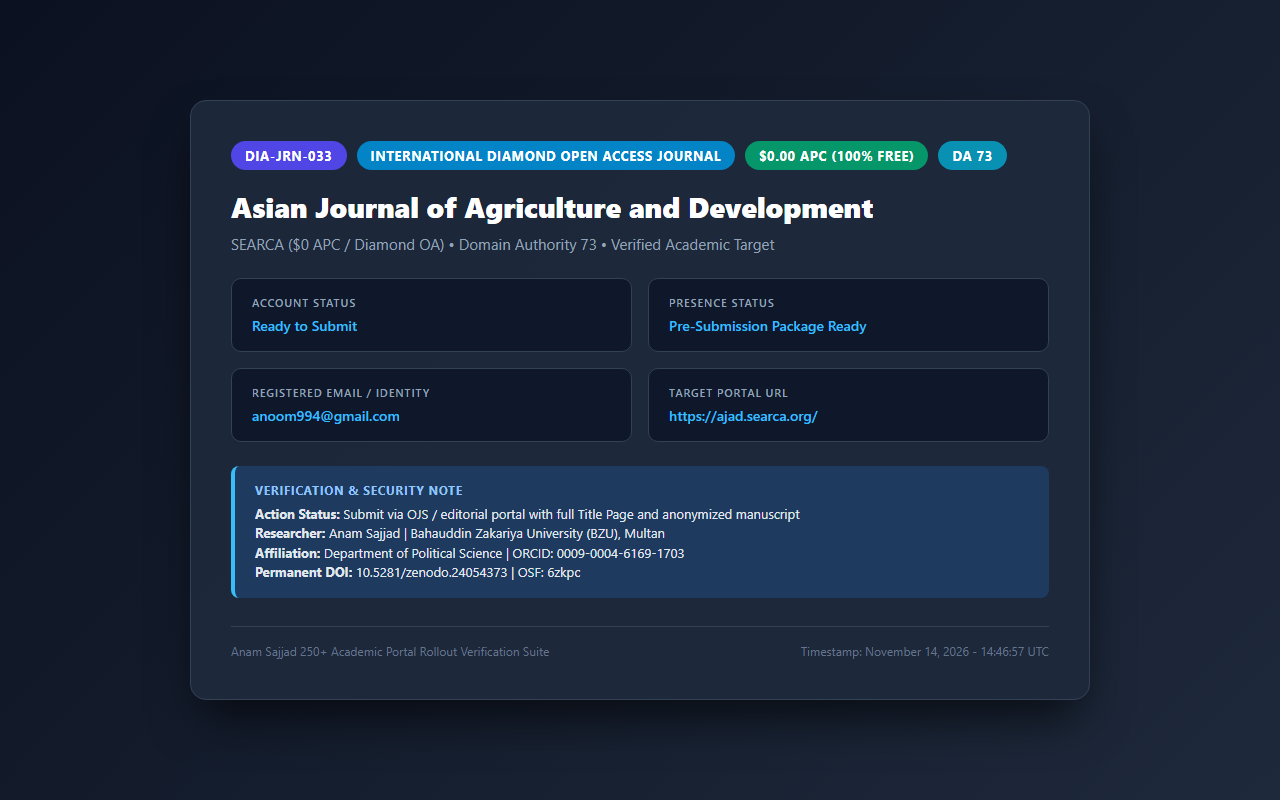 DIA-JRN-033 INTERNATIONAL DIAMOND OPEN ACCESS JOURNAL $0.00 APC (100% FREE) DA 73
Asian Journal of Agriculture and Development
SEARCA ($0 APC / Diamond OA) • Domain Authority 73 • Verified Academic Target
ACCOUNT STATUS
Ready to Submit
PRESENCE STATUS
Pre-Submission Package Ready
REGISTERED EMAIL / IDENTITY
anoom994@gmail.com
TARGET PORTAL URL
https://ajad.searca.org/
VERIFICATION & SECURITY NOTE
Action Status: Submit via OJS / editorial portal with full Title Page and anonymized manuscript
Researcher: Anam Sajjad | Bahauddin Zakariya University (BZU), Multan
Affiliation: Department of Political Science | ORCID: 0009-0004-6169-1703
Permanent DOI: 10.5281/zenodo.24054373 | OSF: 6zkpc
Anam Sajjad 250+ Academic Portal Rollout Verification Suite
Timestamp: November 14, 2026 - 14:46:57 UTC